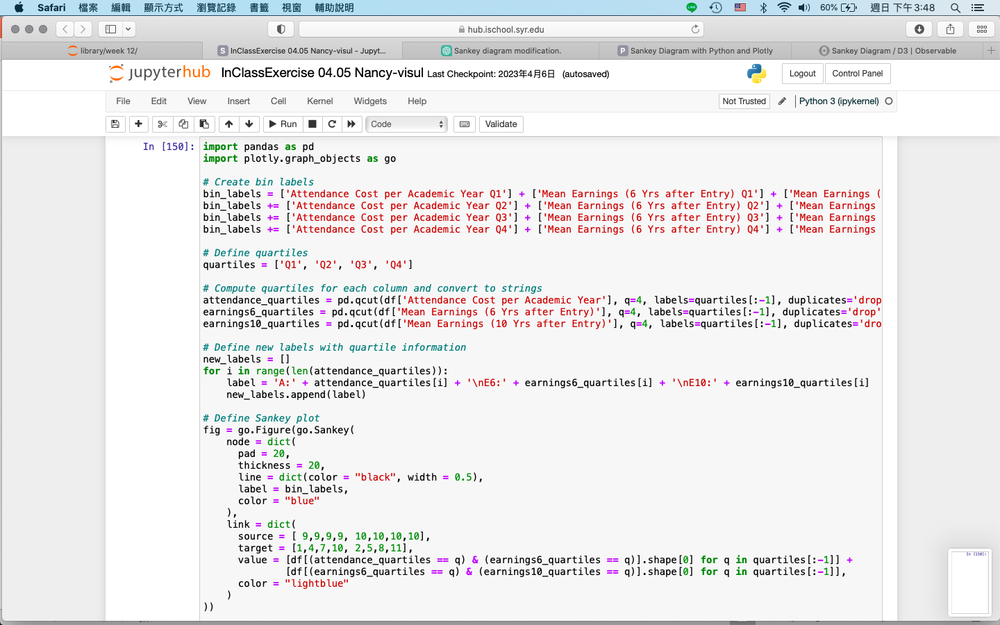 Safari 檔案 編輯 顯示方式 瀏覽記錄 書籤 視窗 輔助說明 60% 週日 下午 3:48
hub.ischool.syr.edu
library/week 12/ S InClassExercise 04.05 Nancy-visul - Jupyt... Sankey diagram modification. P Sankey Diagram with Python and Plotly Sankey Diagram / D3 | Observable
jupyterhub InClassExercise 04.05 Nancy-visul Last Checkpoint: 2023年4月6日 (autosaved) Logout Control Panel
File Edit View Insert Cell Kernel Widgets Help Not Trusted Python 3 (ipykernel)
Run Code Validate
In [150]: import pandas as pd
import plotly.graph_objects as go
# Create bin labels
bin_labels = ['Attendance Cost per Academic Year Q1'] + ['Mean Earnings (6 Yrs after Entry) Q1'] + ['Mean Earnings (
bin_labels += ['Attendance Cost per Academic Year Q2'] + ['Mean Earnings (6 Yrs after Entry) Q2'] + ['Mean Earnings
bin_labels += ['Attendance Cost per Academic Year Q3'] + ['Mean Earnings (6 Yrs after Entry) Q3'] + ['Mean Earnings
bin_labels += ['Attendance Cost per Academic Year Q4'] + ['Mean Earnings (6 Yrs after Entry) Q4'] + ['Mean Earnings
# Define quartiles
quartiles = ['Q1', 'Q2', 'Q3', 'Q4']
# Compute quartiles for each column and convert to strings
attendance_quartiles = pd.qcut(df['Attendance Cost per Academic Year'], q=4, labels=quartiles[:-1], duplicates='drop
earnings6_quartiles = pd.qcut(df['Mean Earnings (6 Yrs after Entry)'], q=4, labels=quartiles[:-1], duplicates='drop'
earnings10_quartiles = pd.qcut(df['Mean Earnings (10 Yrs after Entry)'], q=4, labels=quartiles[:-1], duplicates='dro
# Define new labels with quartile information
new_labels = []
for i in range(len(attendance_quartiles)):
    label = 'A:' + attendance_quartiles[i] + '\nE6:' + earnings6_quartiles[i] + '\nE10:' + earnings10_quartiles[i]
    new_labels.append(label)
# Define Sankey plot
fig = go.Figure(go.Sankey(
    node = dict(
      pad = 20,
      thickness = 20,
      line = dict(color = "black", width = 0.5),
      label = bin_labels,
      color = "blue"
    ),
    link = dict(
      source = [ 9,9,9,9, 10,10,10,10],
      target = [1,4,7,10, 2,5,8,11],
      value = [df[(attendance_quartiles == q) & (earnings6_quartiles == q)].shape[0] for q in quartiles[:-1]] +
              [df[(earnings6_quartiles == q) & (earnings10_quartiles == q)].shape[0] for q in quartiles[:-1]],
      color = "lightblue"
    )
))
In [150]: